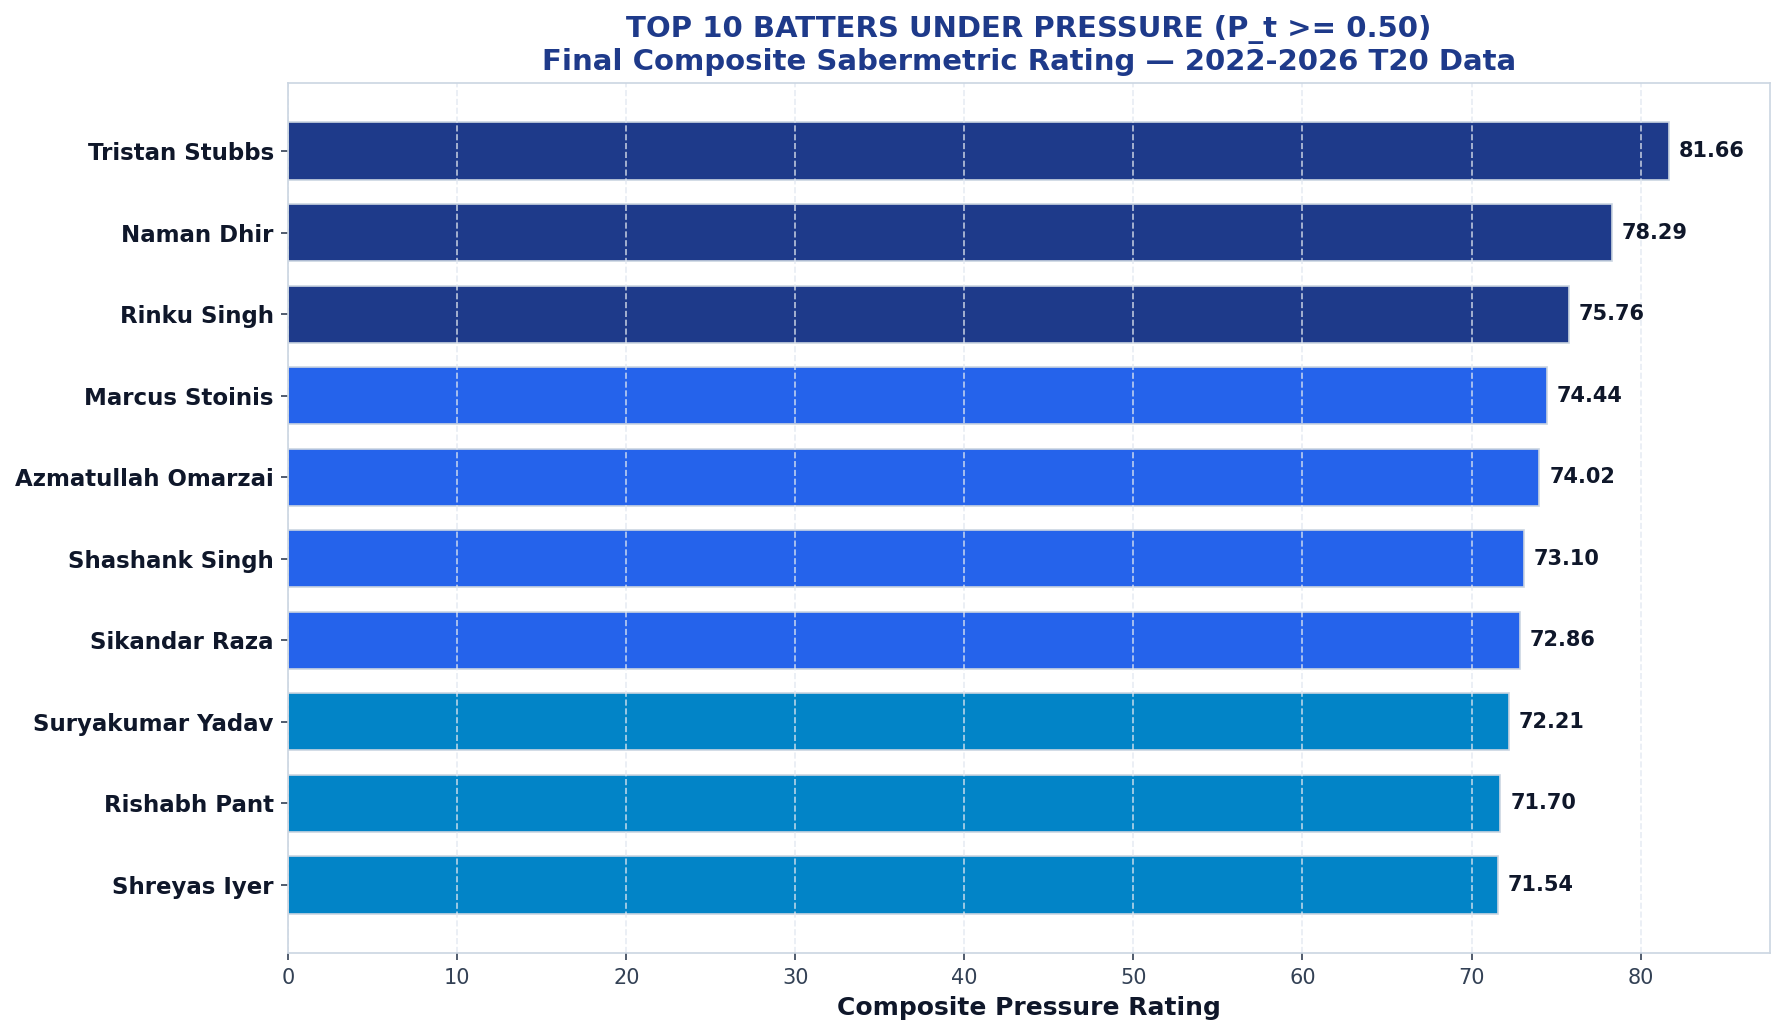 TOP 10 BATTERS UNDER PRESSURE (P_t >= 0.50)
Final Composite Sabermetric Rating — 2022-2026 T20 Data
Tristan Stubbs 81.66
Naman Dhir 78.29
Rinku Singh 75.76
Marcus Stoinis 74.44
Azmatullah Omarzai 74.02
Shashank Singh 73.10
Sikandar Raza 72.86
Suryakumar Yadav 72.21
Rishabh Pant 71.70
Shreyas Iyer 71.54
0 10 20 30 40 50 60 70 80
Composite Pressure Rating